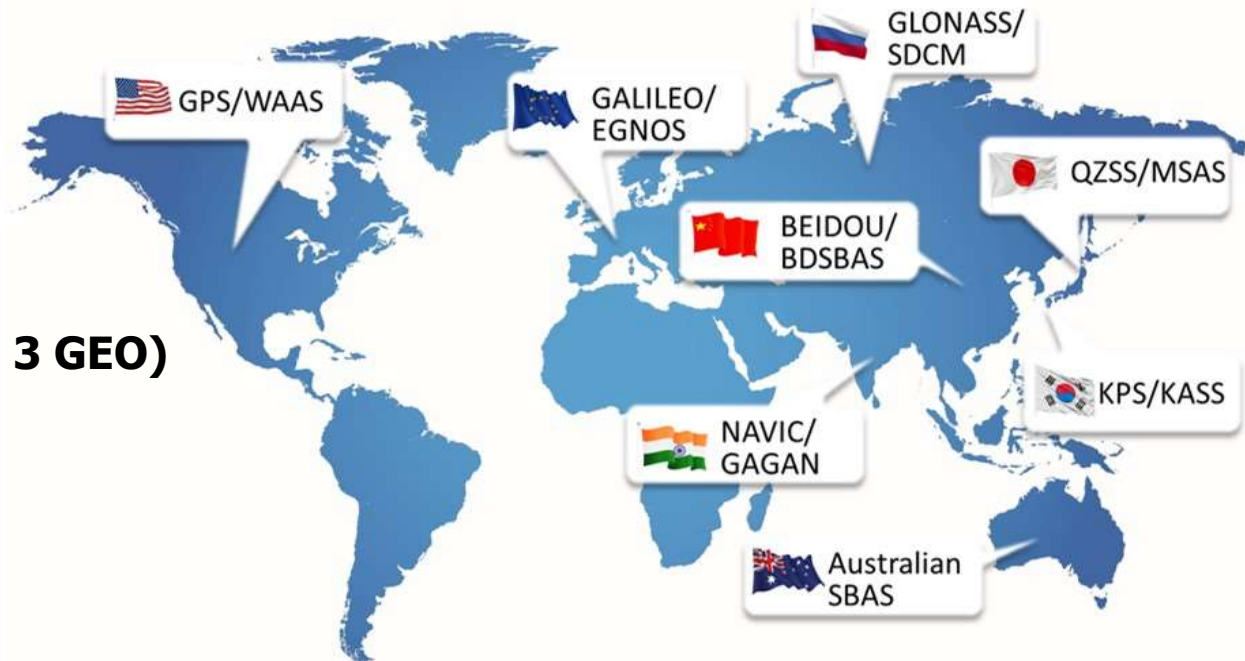 GLONASS/
SDCM
GPS/WAAS
GALILEO/
EGNOS
QZSS/MSAS
BEIDOU/
BDSBAS
3 GEO)
KPS/KASS
NAVIC/
GAGAN
Australian
SBAS